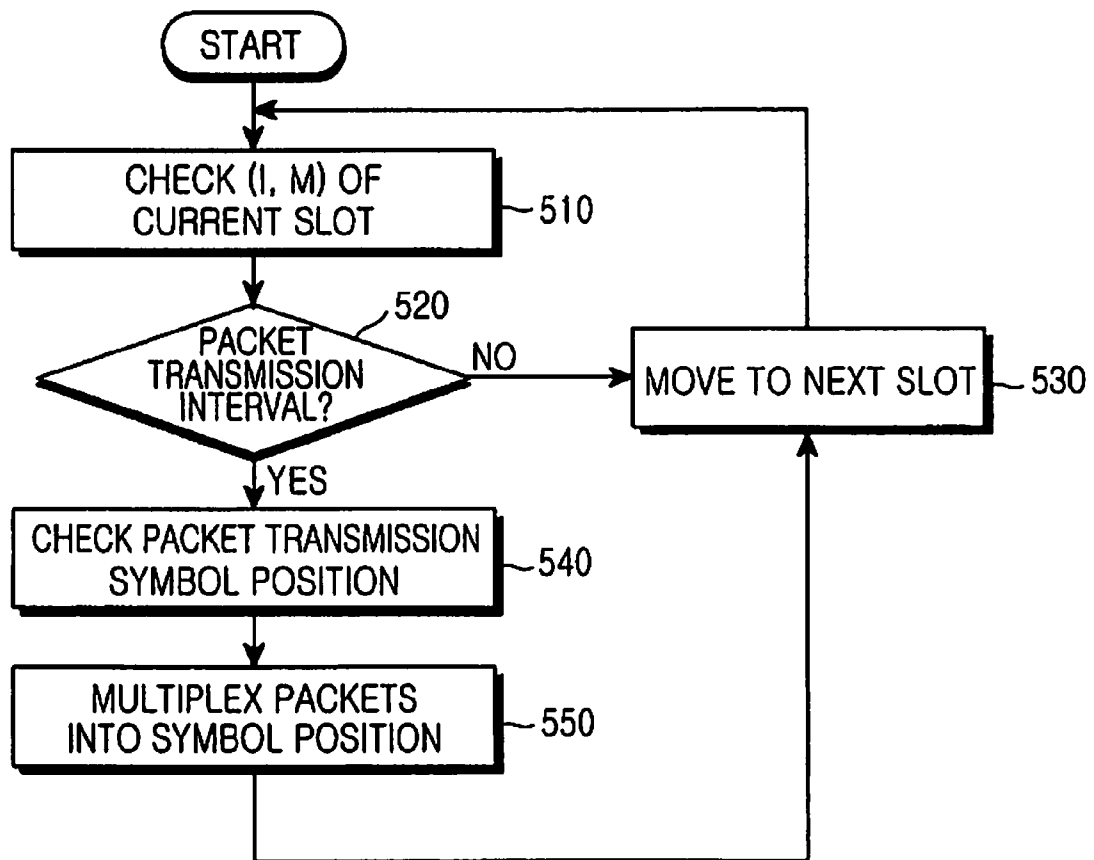 START
CHECK (I, M) OF
CURRENT SLOT
510
520
PACKET
TRANSMISSION
INTERVAL?
NO
MOVE TO NEXT SLOT
530
YES
CHECK PACKET TRANSMISSION
SYMBOL POSITION
540
MULTIPLEX PACKETS
INTO SYMBOL POSITION
550